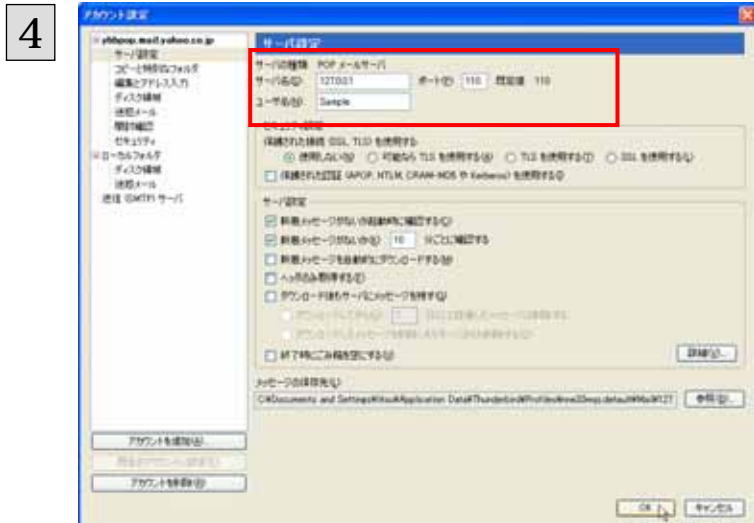 4
アカウント設定
ybbpop.mail.yahoo.co.jp
サーバ設定
コピーと特別なフォルダ
編集とアドレス入力
ディスク領域
迷惑メール
開封確認
セキュリティ
ローカルフォルダ
ディスク領域
迷惑メール
送信 (SMTP) サーバ
アカウントを追加(A)...
アカウントを削除(R)
サーバ設定
サーバの種類 POP メールサーバ
サーバ名(S): ポート(P): 110 既定値: 110
ユーザ名(N): Sample
セキュリティ設定
保護された接続 (SSL, TLS) を使用する
使用しない(N) 可能なら TLS を使用する TLS を使用する SSL を使用する(L)
保護された認証 (APOP, NTLM, CRAM-MD5 や Kerberos) を使用する
サーバ設定
新着メッセージがないか起動時に確認する(C)
新着メッセージがないか 10 分ごとに確認する
新着メッセージを自動的にダウンロードする(M)
ヘッダのみ取得する
ダウンロード後もサーバにメッセージを残す(G)
終了時にごみ箱を空にする
詳細(V)...
メッセージの保存先(L):
参照(B)...
OK キャンセル